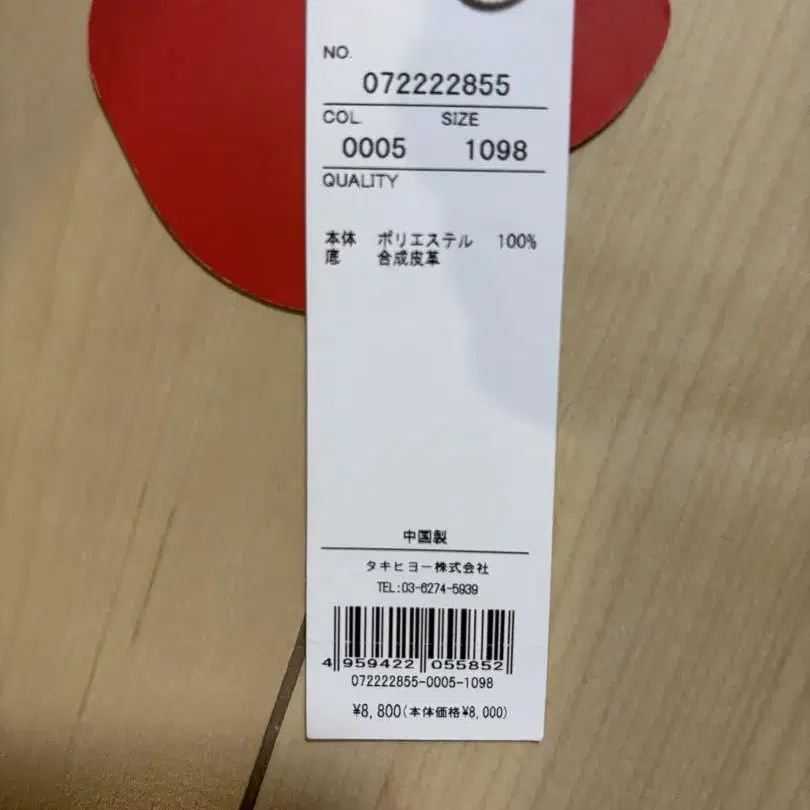 NO.
072222855
COL. SIZE
0005 1098
QUALITY
本体 ポリエステル 100%
底 合成皮革
中国製
タキヒヨー株式会社
TEL:03-6274-5939
4 959422 055852
072222855-0005-1098
¥8,800(本体価格¥8,000)